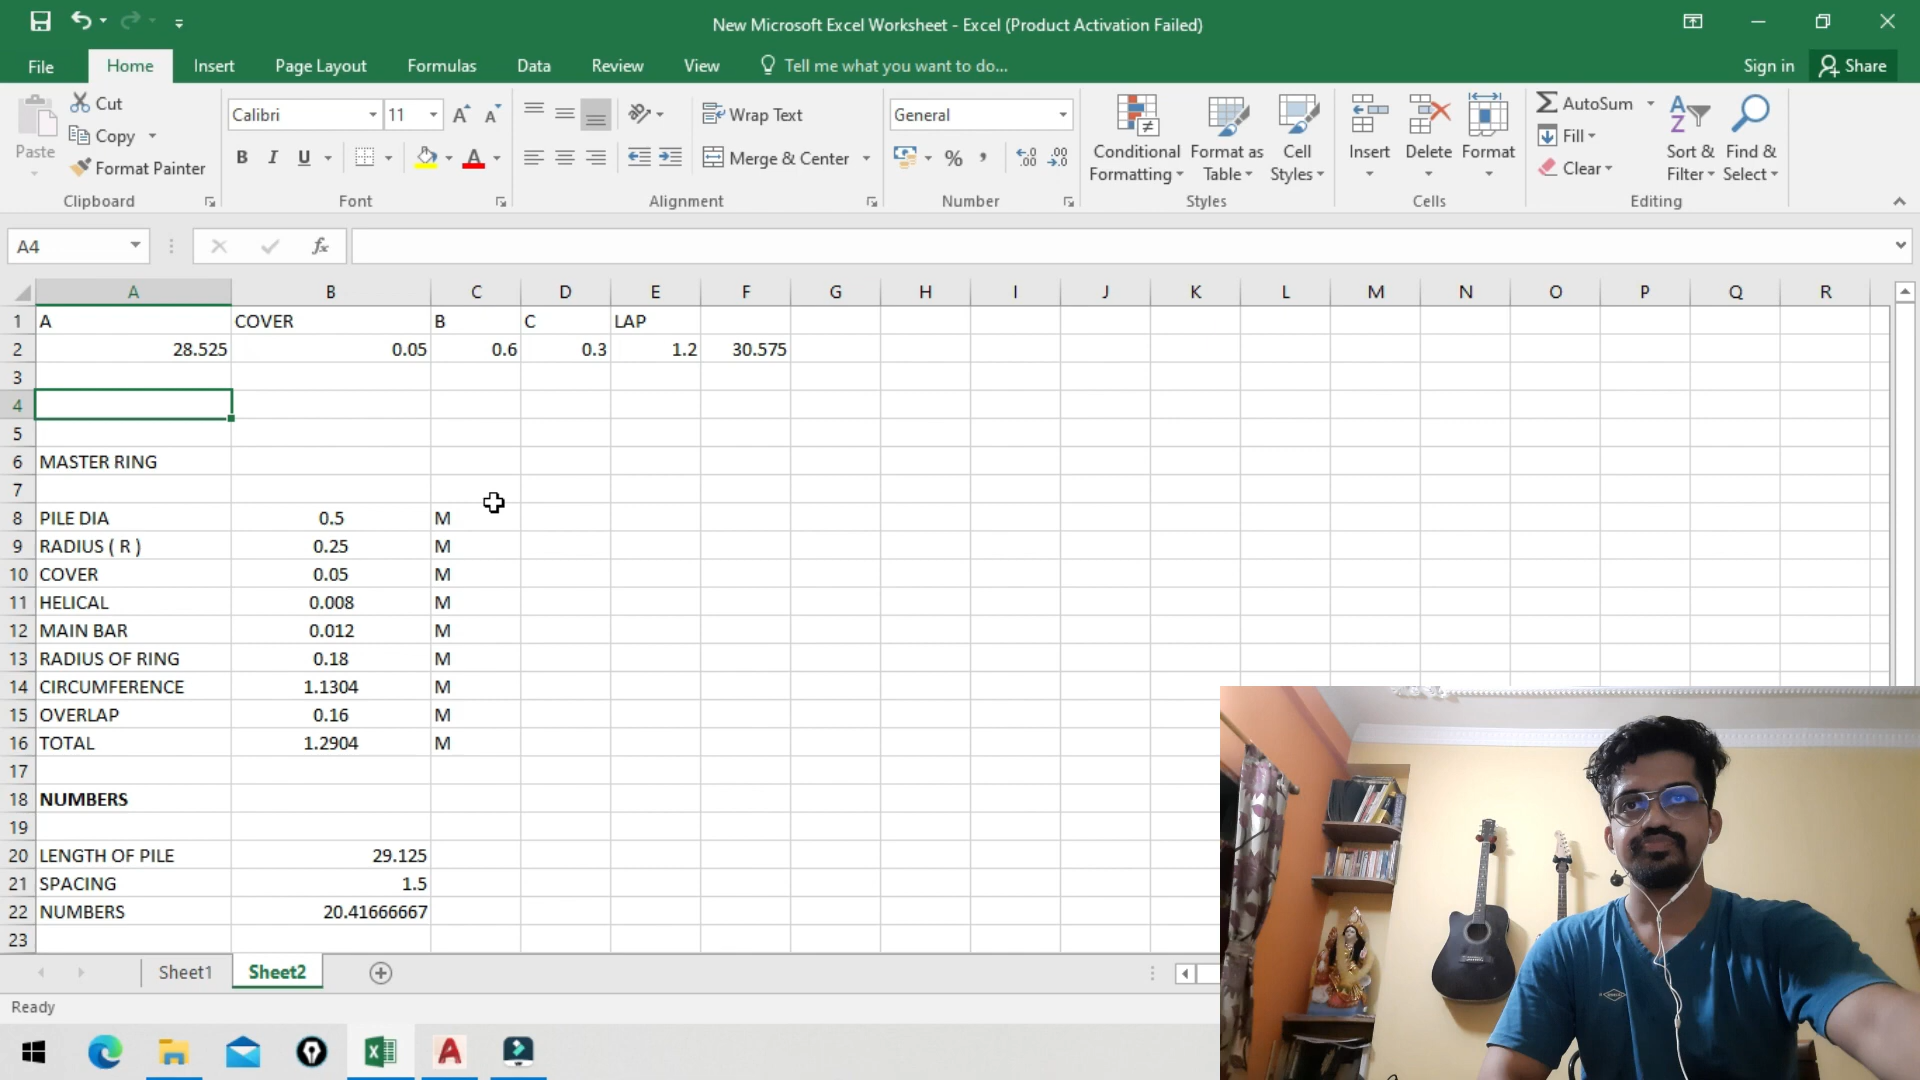 New Microsoft Excel Worksheet - Excel (Product Activation Failed)
File Home Insert Page Layout Formulas Data Review View Tell me what you want to do... Sign in Share
Paste Cut Copy Format Painter Clipboard
Calibri 11 B I U A Font
Wrap Text Merge & Center Alignment
General % , Number
Conditional Formatting Format as Table Cell Styles Styles
Insert Delete Format Cells
AutoSum Fill Clear Sort & Filter Find & Select Editing
A4 fx
A B C D E F G H I J K L M N O P Q R
1 A COVER B C LAP
2 28.525 0.05 0.6 0.3 1.2 30.575
3
4
5
6 MASTER RING
7
8 PILE DIA 0.5 M
9 RADIUS ( R ) 0.25 M
10 COVER 0.05 M
11 HELICAL 0.008 M
12 MAIN BAR 0.012 M
13 RADIUS OF RING 0.18 M
14 CIRCUMFERENCE 1.1304 M
15 OVERLAP 0.16 M
16 TOTAL 1.2904 M
17
18 NUMBERS
19
20 LENGTH OF PILE 29.125
21 SPACING 1.5
22 NUMBERS 20.41666667
23
Sheet1 Sheet2
Ready